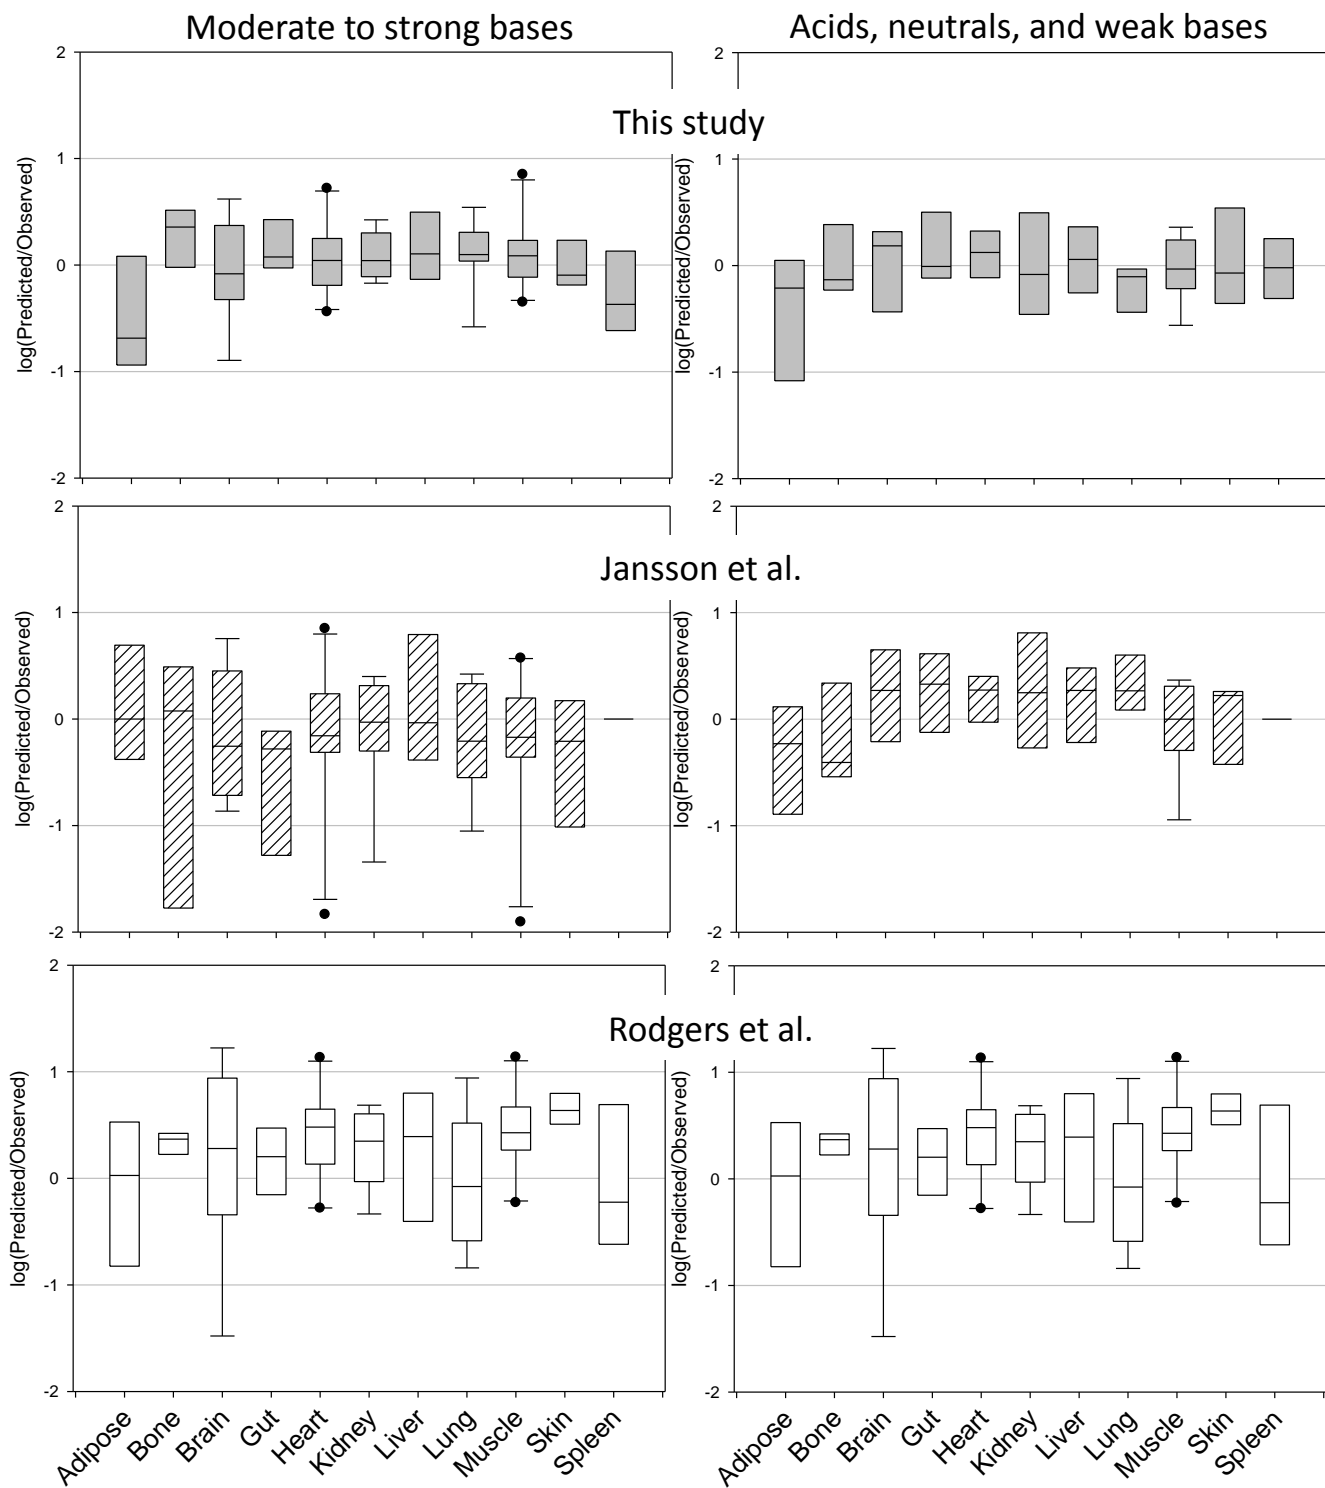 Moderate to strong bases
Acids, neutrals, and weak bases
This study
log(Predicted/Observed)
2
1
0
-1
-2
log(Predicted/Observed)
2
1
0
-1
-2
Jansson et al.
log(Predicted/Observed)
2
1
0
-1
-2
log(Predicted/Observed)
2
1
0
-1
-2
Rodgers et al.
log(Predicted/Observed)
2
1
0
-1
-2
log(Predicted/Observed)
2
1
0
-1
-2
Adipose
Bone
Brain
Gut
Heart
Kidney
Liver
Lung
Muscle
Skin
Spleen
Adipose
Bone
Brain
Gut
Heart
Kidney
Liver
Lung
Muscle
Skin
Spleen